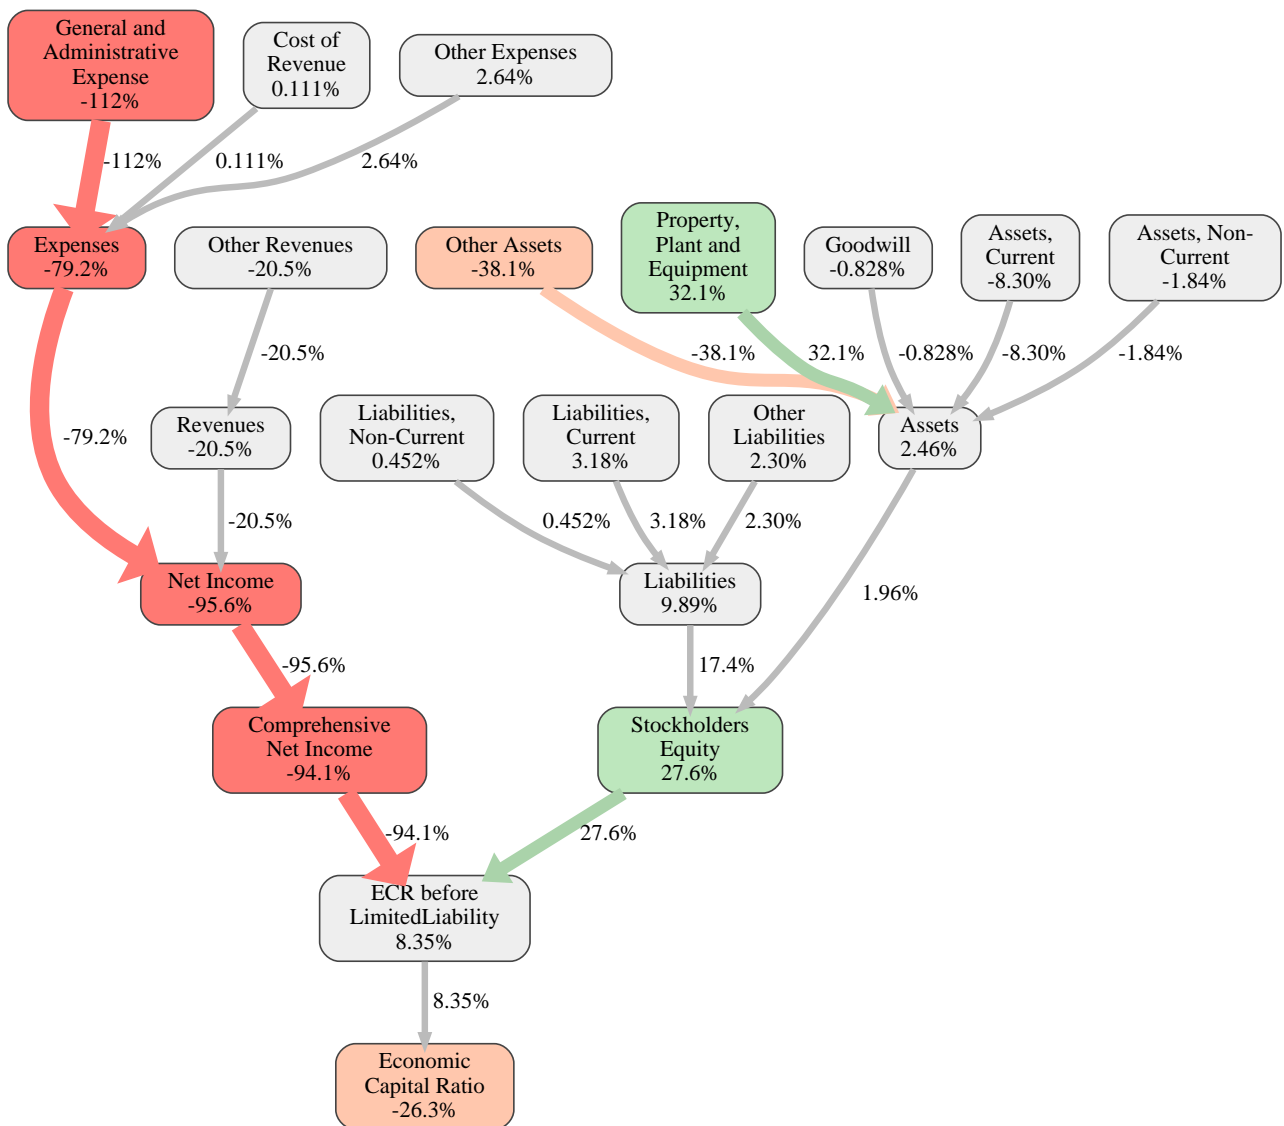 General and
Administrative
Expense
-112%
Cost of
Revenue
0.111%
Other Expenses
2.64%
-112%
0.111%
2.64%
Expenses
-79.2%
Other Revenues
-20.5%
Other Assets
-38.1%
Property,
Plant and
Equipment
32.1%
Goodwill
-0.828%
Assets,
Current
-8.30%
Assets, Non-
Current
-1.84%
-79.2%
-20.5%
-38.1%
32.1%
-0.828%
-8.30%
-1.84%
Revenues
-20.5%
Liabilities,
Non-Current
0.452%
Liabilities,
Current
3.18%
Other
Liabilities
2.30%
Assets
2.46%
-20.5%
0.452%
3.18%
2.30%
1.96%
Net Income
-95.6%
Liabilities
9.89%
-95.6%
17.4%
Comprehensive
Net Income
-94.1%
Stockholders
Equity
27.6%
-94.1%
27.6%
ECR before
LimitedLiability
8.35%
8.35%
Economic
Capital Ratio
-26.3%